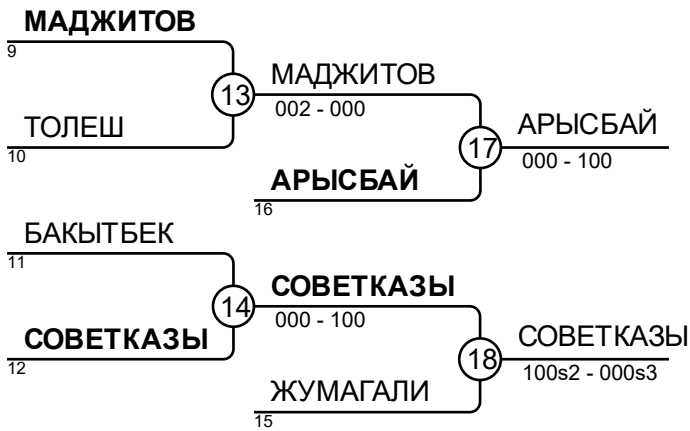 МАДЖИТОВ
9
13
МАДЖИТОВ
002 - 000
ТОЛЕШ
10
17
АРЫСБАЙ
000 - 100
АРЫСБАЙ
16
БАКЫТБЕК
11
14
СОВЕТКАЗЫ
000 - 100
СОВЕТКАЗЫ
12
18
СОВЕТКАЗЫ
100s2 - 000s3
ЖУМАГАЛИ
15